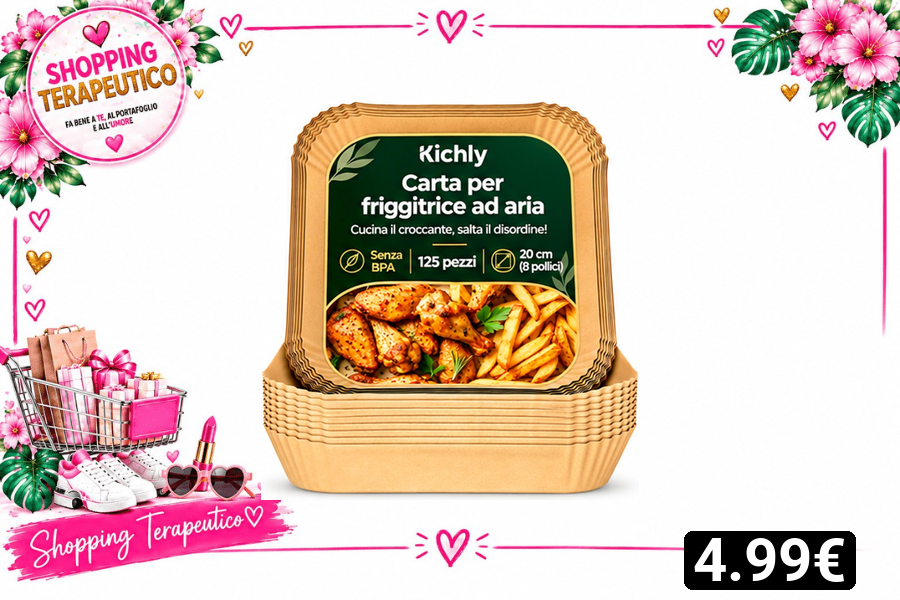 SHOPPING
TERAPEUTICO
FA BENE A TE, AL PORTAFOGLIO
E ALL'UMORE
Kichly
Carta per
friggitrice ad aria
Cucina il croccante, salta il disordine!
Senza
BPA
125 pezzi
20 cm
(8 pollici)
Shopping Terapeutico
4.99€